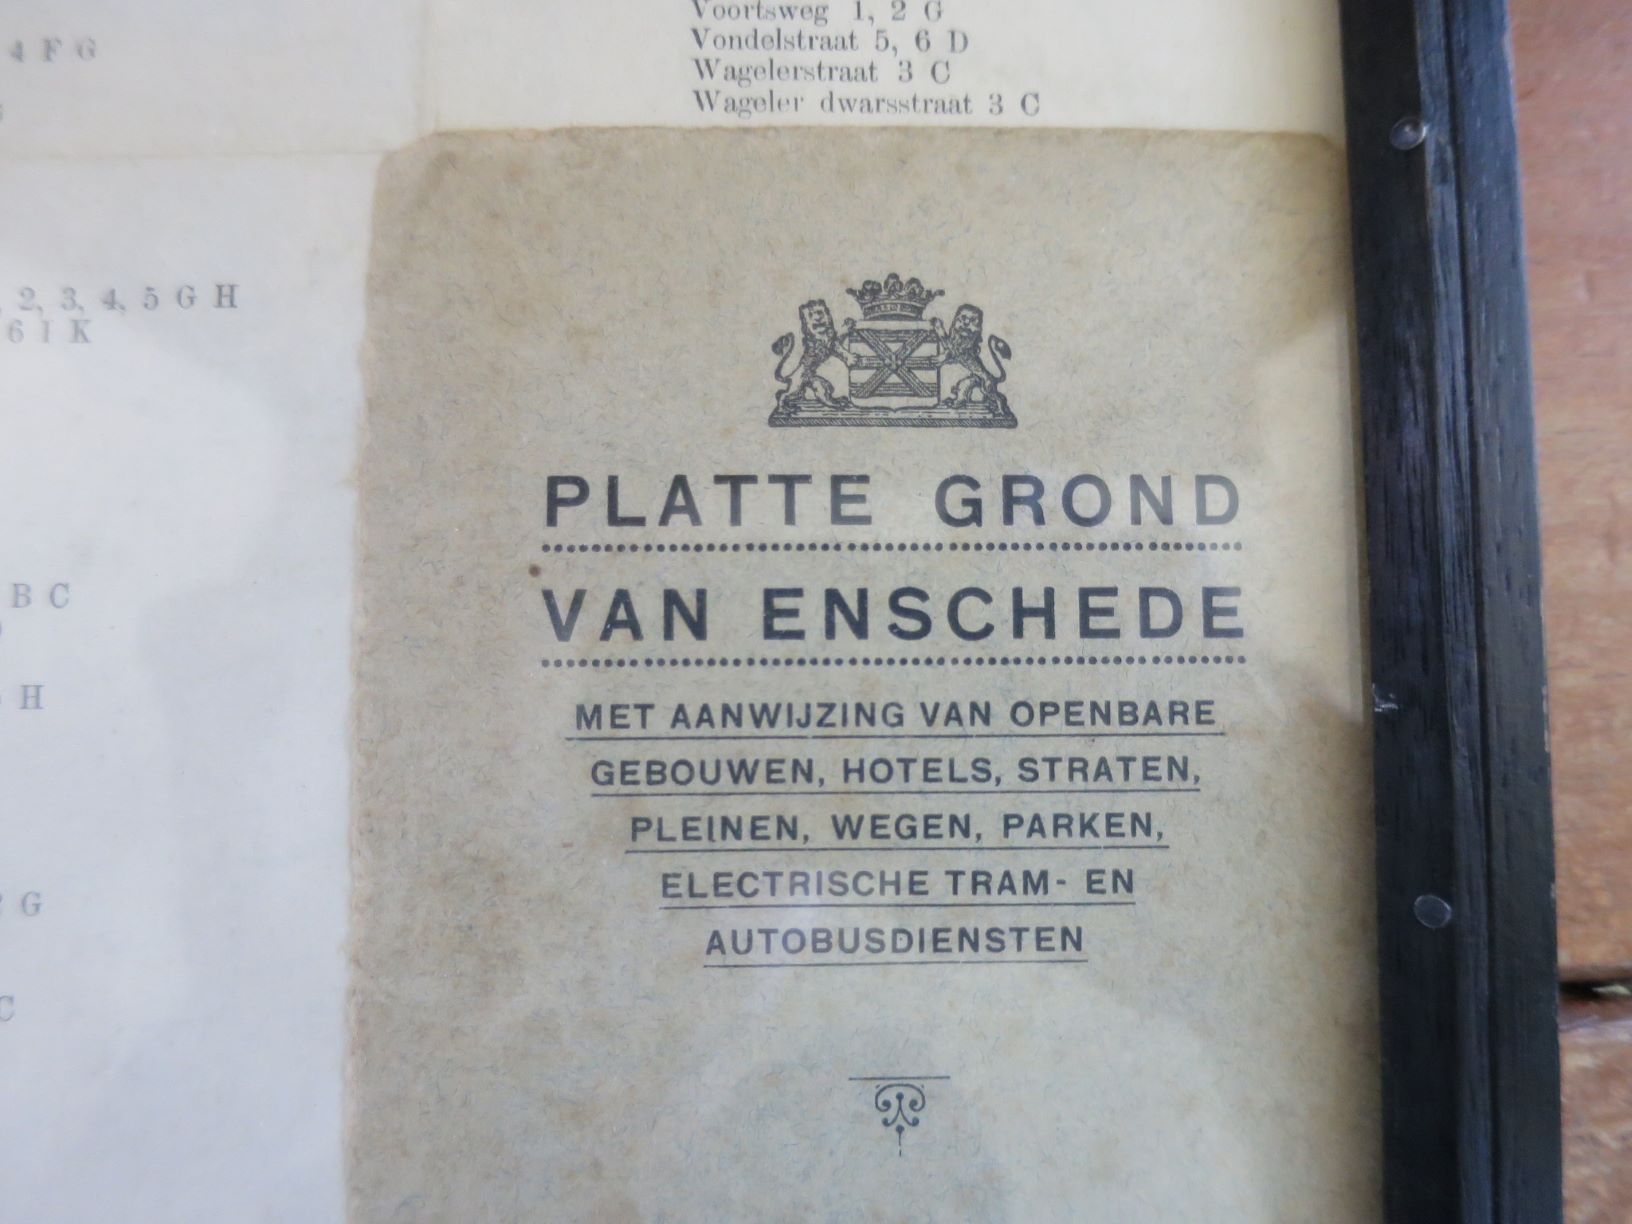 4 F G
2, 3, 4, 5 G H
6 I K
B C
H
G
C
Voortsweg 1, 2 G
Vondelstraat 5, 6 D
Wagelerstraat 3 C
Wageler dwarsstraat 3 C
PLATTE GROND
VAN ENSCHEDE
MET AANWIJZING VAN OPENBARE
GEBOUWEN, HOTELS, STRATEN,
PLEINEN, WEGEN, PARKEN,
ELECTRISCHE TRAM- EN
AUTOBUSDIENSTEN